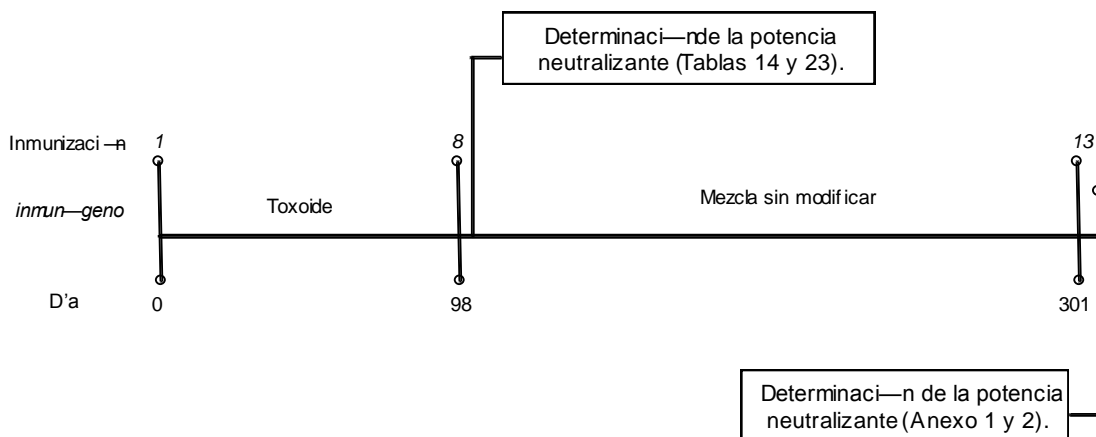 Determinaci—nde la potencia
neutralizante (Tablas 14 y 23).
Inmunizaci—n 1 8 13
inmun—geno Toxoide Mezcla sin modificar
D'a 0 98 301
Determinaci—n de la potencia
neutralizante (Anexo 1 y 2).